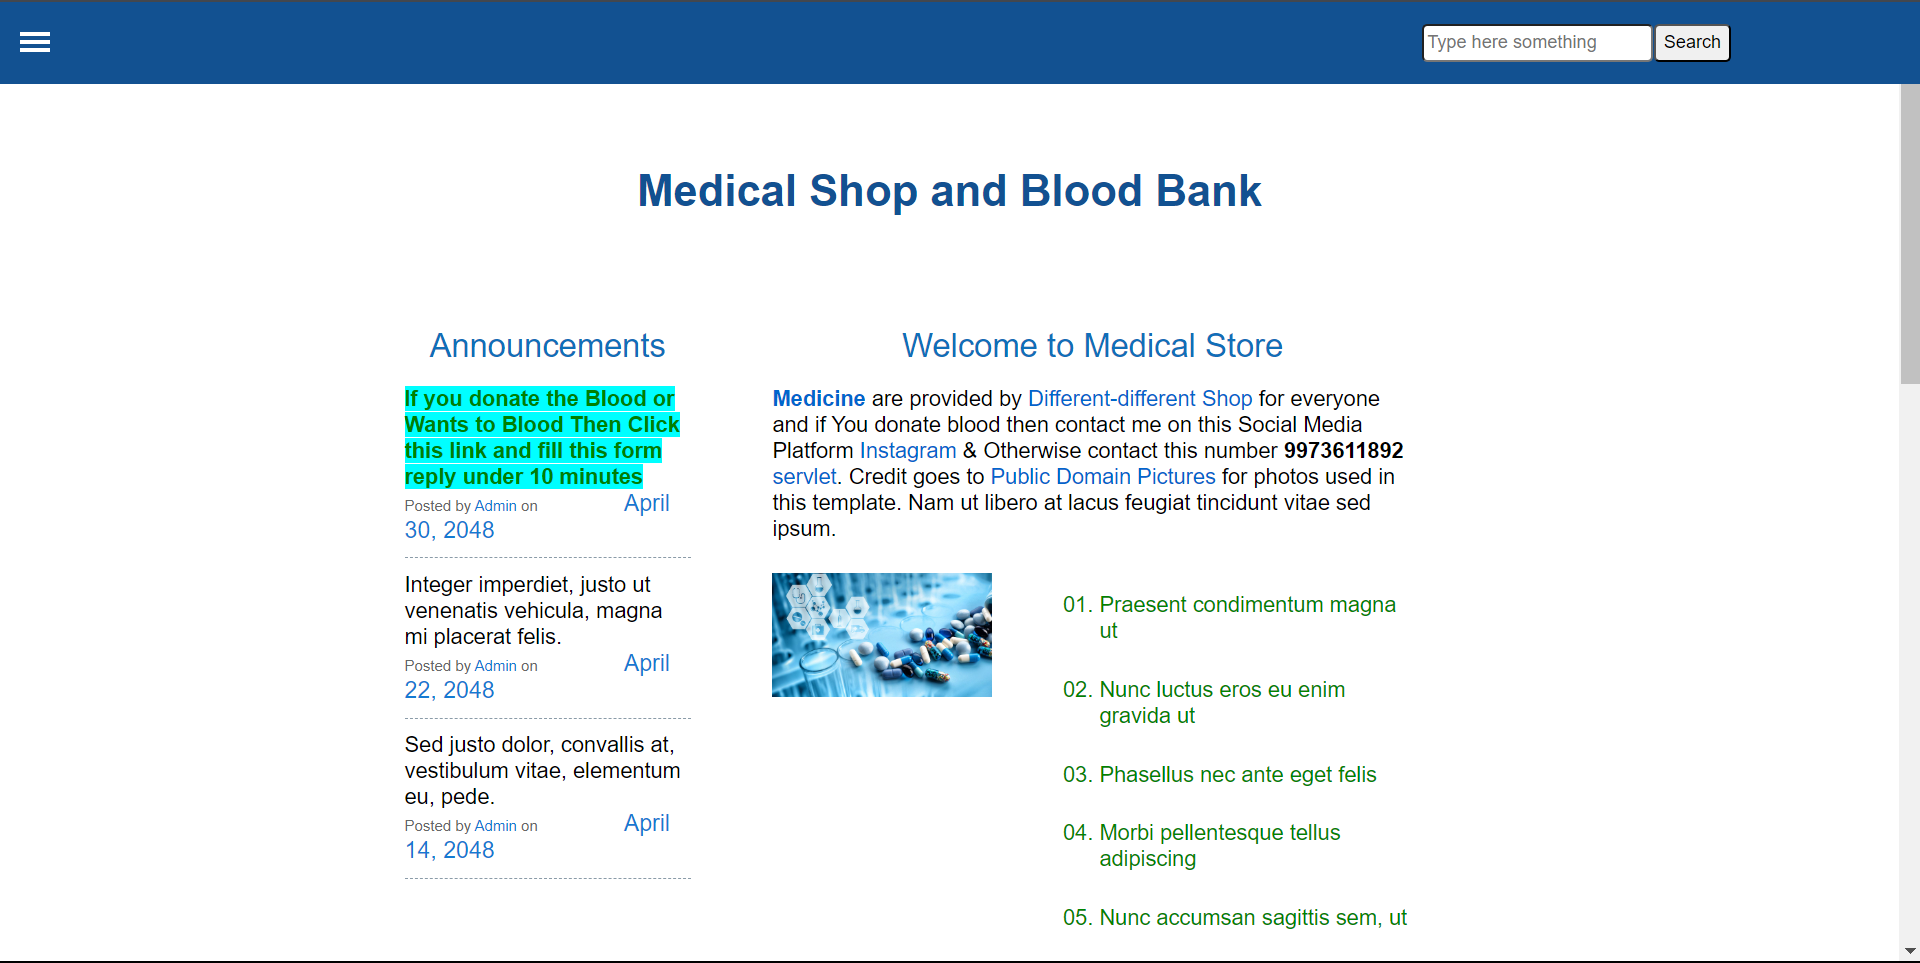 Type here something Search
Medical Shop and Blood Bank
Announcements
If you donate the Blood or
Wants to Blood Then Click
this link and fill this form
reply under 10 minutes
Posted by Admin on April
30, 2048
Integer imperdiet, justo ut
venenatis vehicula, magna
mi placerat felis.
Posted by Admin on April
22, 2048
Sed justo dolor, convallis at,
vestibulum vitae, elementum
eu, pede.
Posted by Admin on April
14, 2048
Welcome to Medical Store
Medicine are provided by Different-different Shop for everyone
and if You donate blood then contact me on this Social Media
Platform Instagram & Otherwise contact this number 9973611892
servlet. Credit goes to Public Domain Pictures for photos used in
this template. Nam ut libero at lacus feugiat tincidunt vitae sed
ipsum.
01. Praesent condimentum magna
ut
02. Nunc luctus eros eu enim
gravida ut
03. Phasellus nec ante eget felis
04. Morbi pellentesque tellus
adipiscing
05. Nunc accumsan sagittis sem, ut